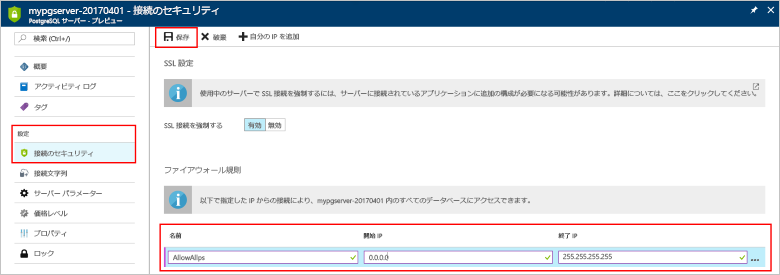 mypgserver-20170401 - 接続のセキュリティ
PostgreSQL サーバー - プレビュー
検索 (Ctrl+/)
概要
アクティビティ ログ
タグ
設定
接続のセキュリティ
接続文字列
サーバー パラメーター
価格レベル
プロパティ
ロック
保存 破棄 自分の IP を追加
SSL 設定
使用中のサーバーで SSL 接続を強制するには、サーバーに接続されているアプリケーションに追加の構成が必要になる可能性があります。詳細については、ここをクリックしてください。
SSL 接続を強制する 有効 無効
ファイアウォール規則
以下で指定した IP からの接続により、mypgserver-20170401 内のすべてのデータベースにアクセスできます。
名前 開始 IP 終了 IP
AllowAllIps 0.0.0.0 255.255.255.255 ...